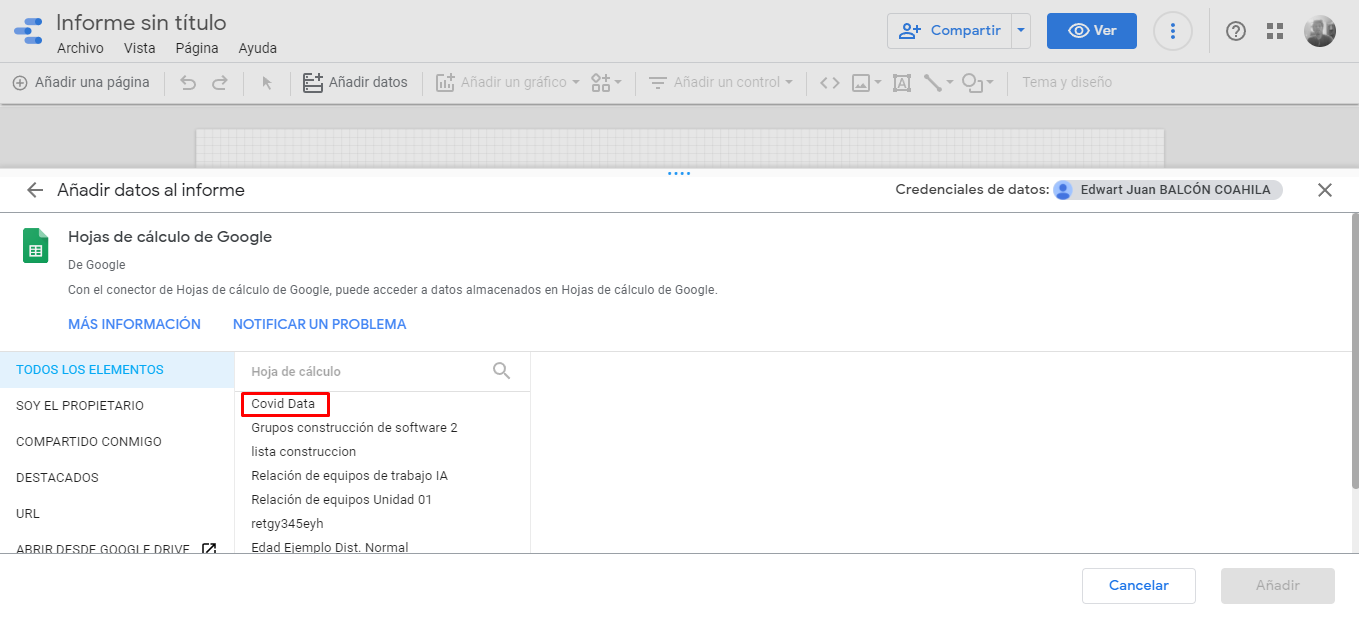 Informe sin título
Archivo Vista Página Ayuda
Compartir
Ver
Añadir una página
Añadir datos
Añadir un gráfico
Añadir un control
Tema y diseño
Añadir datos al informe
Credenciales de datos: Edwart Juan BALCÓN COAHILA
Hojas de cálculo de Google
De Google
Con el conector de Hojas de cálculo de Google, puede acceder a datos almacenados en Hojas de cálculo de Google.
MÁS INFORMACIÓN NOTIFICAR UN PROBLEMA
TODOS LOS ELEMENTOS
SOY EL PROPIETARIO
COMPARTIDO CONMIGO
DESTACADOS
URL
ABRIR DESDE GOOGLE DRIVE
Hoja de cálculo
Covid Data
Grupos construcción de software 2
lista construccion
Relación de equipos de trabajo IA
Relación de equipos Unidad 01
retgy345eyh
Edad Ejemplo Dist. Normal
Cancelar Añadir